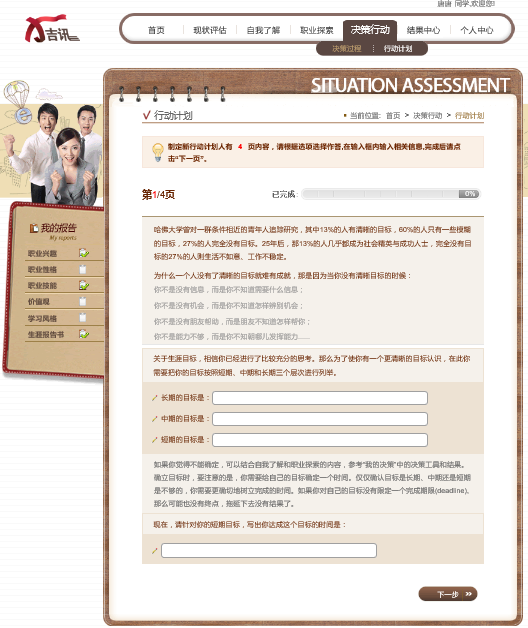 唐唐 同学,欢迎您!
吉讯
首页 现状评估 自我了解 职业探索 决策行动 结果中心 个人中心
决策过程 行动计划
SITUATION ASSESSMENT
行动计划
当前位置: 首页 > 决策行动 > 行动计划
制定新行动计划人有 4 页内容,请根据选项选择作答,在输入框内输入相关信息,完成后请点
击“下一页”。
第1/4页
已完成: 0%
我的报告
My reports
职业兴趣
职业性格
职业技能
价值观
学习风格
生涯报告书
哈佛大学曾对一群条件相近的青年人追踪研究,其中13%的人有清晰的目标,60%的人只有一些模糊
的目标,27%的人完全没有目标。25年后,那13%的人几乎都成为社会精英与成功人士,完全没有目
标的27%的人则生活不如意、工作不稳定。
为什么一个人没有了清晰的目标就难有成就,那是因为当你没有清晰目标的时候:
你不是没有信息,而是你不知道需要什么信息;
你不是没有机会,而是你不知道怎样辨别机会;
你不是没有朋友帮助,而是朋友不知道怎样帮你;
你不是能力不够,而是你不知朝哪儿发挥能力......
关于生涯目标,相信你已经进行了比较充分的思考。那么为了使你有一个更清晰的目标认识,在此你
需要把你的目标按照短期、中期和长期三个层次进行列举。
长期的目标是:
中期的目标是:
短期的目标是:
如果你觉得不能确定,可以结合自我了解和职业探索的内容,参考“我的决策”中的决策工具和结果。
确立目标时,要注意的是,你需要给自己的目标确定一个时间。仅仅确认目标是长期、中期还是短期
是不够的,你需要更确切地树立完成的时间。如果你对自己的目标没有限定一个完成期限(deadline),
那么可能也没有终点,拖延下去没有结果了。
现在,请针对你的短期目标,写出你达成这个目标的时间是:
下一步